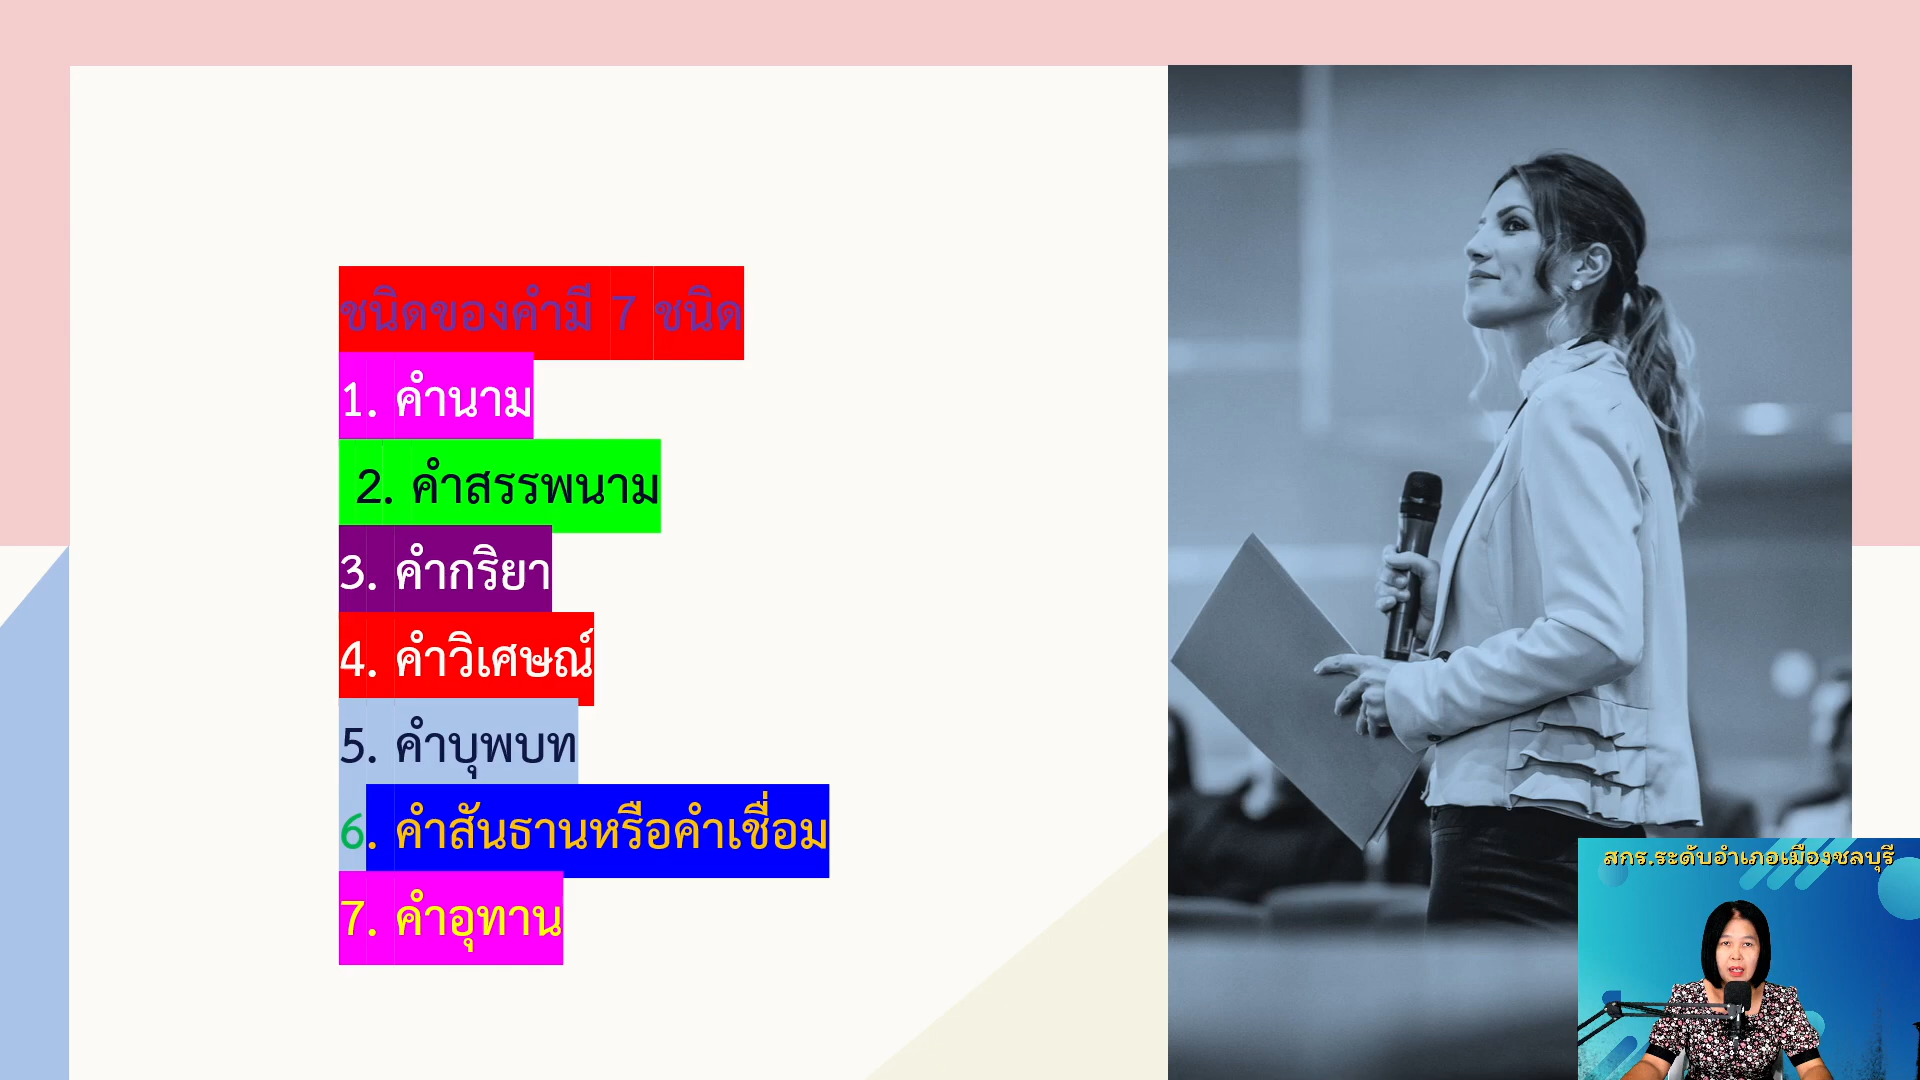 ชนิดของคำมี 7 ชนิด
1. คำนาม
2. คำสรรพนาม
3. คำกริยา
4. คำวิเศษณ์
5. คำบุพบท
6. คำสันธานหรือคำเชื่อม
7. คำอุทาน
สกร.ระดับอำเภอเมืองชลบุรี